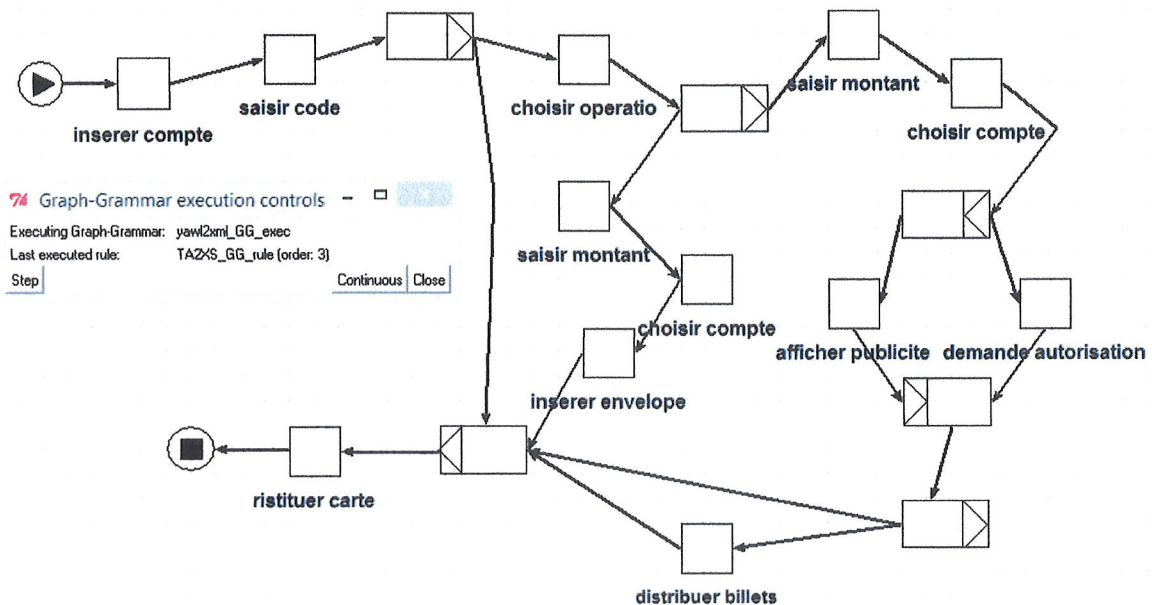 saisir montant
saisir code
choisir operatio
inserer compte
choisir compte
7% Graph-Grammar execution controls
Executing Graph-Grammar: yawl2xml_GG_exec
Last executed rule: TA2XS_GG_rule (order: 3)
Step Continuous Close
saisir montant
choisir compte
afficher publicite
demande autorisation
inserer envelope
ristituer carte
distribuer billets